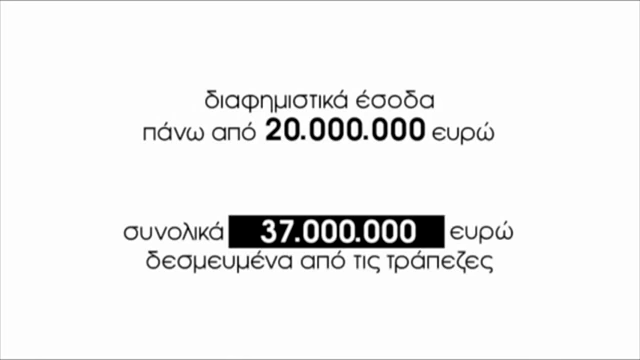 διαφημιστικά έσοδα
πάνω από 20.000.000 ευρώ
συνολικά 37.000.000 ευρώ
δεσμευμένα από τις τράπεζες